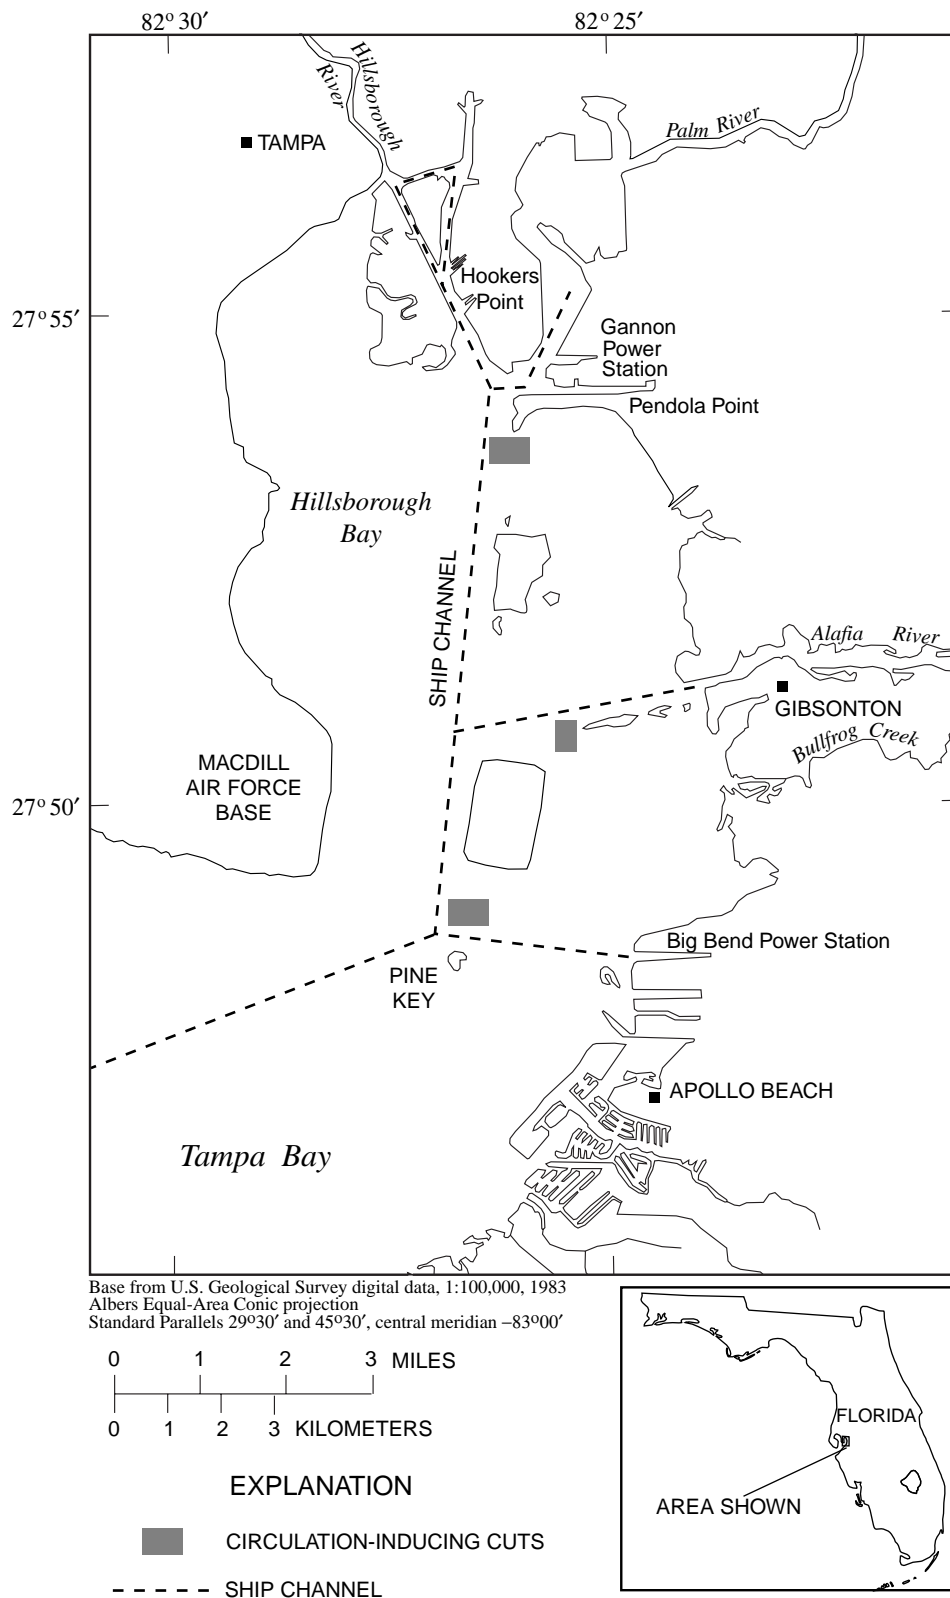 82° 30′
82° 25′
Hillsborough
River
TAMPA
Palm River
Hookers
Point
27° 55′
Gannon
Power
Station
Pendola Point
Hillsborough
Bay
SHIP CHANNEL
Alafia River
GIBSONTON
Bullfrog Creek
MACDILL
AIR FORCE
BASE
27° 50′
Big Bend Power Station
PINE
KEY
APOLLO BEACH
Tampa Bay
Base from U.S. Geological Survey digital data, 1:100,000, 1983
Albers Equal-Area Conic projection
Standard Parallels 29°30′ and 45°30′, central meridian −83°00′
0 1 2 3 MILES
0 1 2 3 KILOMETERS
EXPLANATION
CIRCULATION-INDUCING CUTS
SHIP CHANNEL
FLORIDA
AREA SHOWN